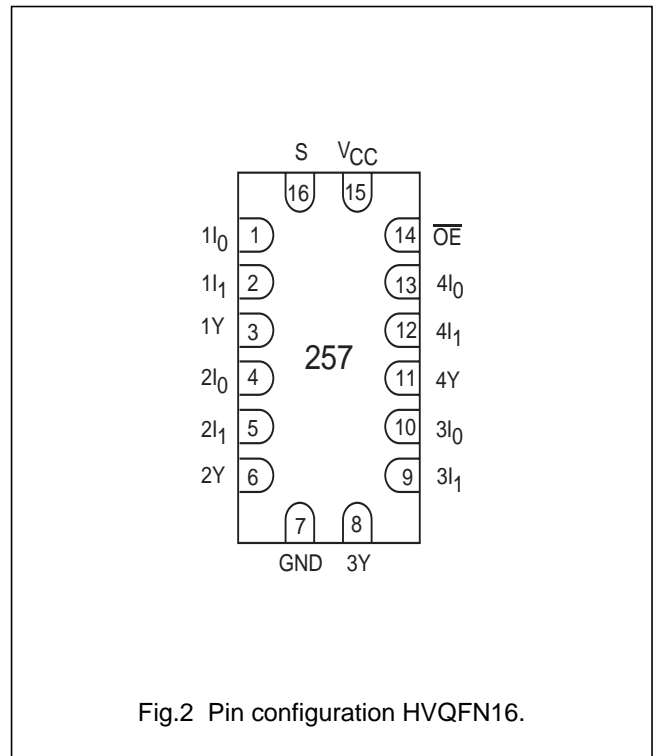 S VCC
16 15
1I0 1 14 O̅E̅
1I1 2 13 4I0
1Y 3 12 4I1
257
2I0 4 11 4Y
2I1 5 10 3I0
2Y 6 9 3I1
7 8
GND 3Y
Fig.2 Pin configuration HVQFN16.